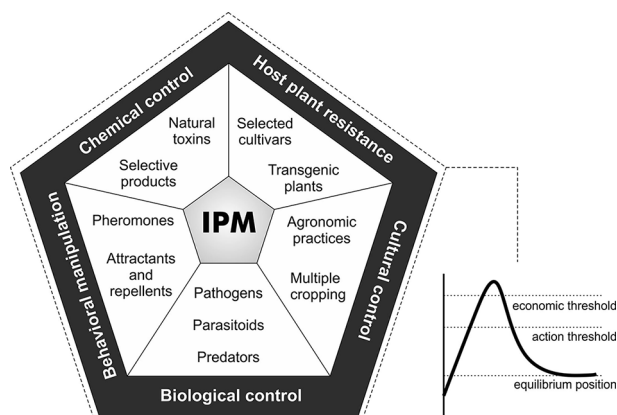 Chemical control
Host plant resistance
Natural
toxins
Selective
products
Selected
cultivars
Transgenic
plants
Behavioral manipulation
Pheromones
Attractants and
repellents
IPM
Agronomic
practices
Multiple
cropping
Cultural control
Pathogens
Parasitoids
Predators
Biological control
economic threshold
action threshold
equilibrium position